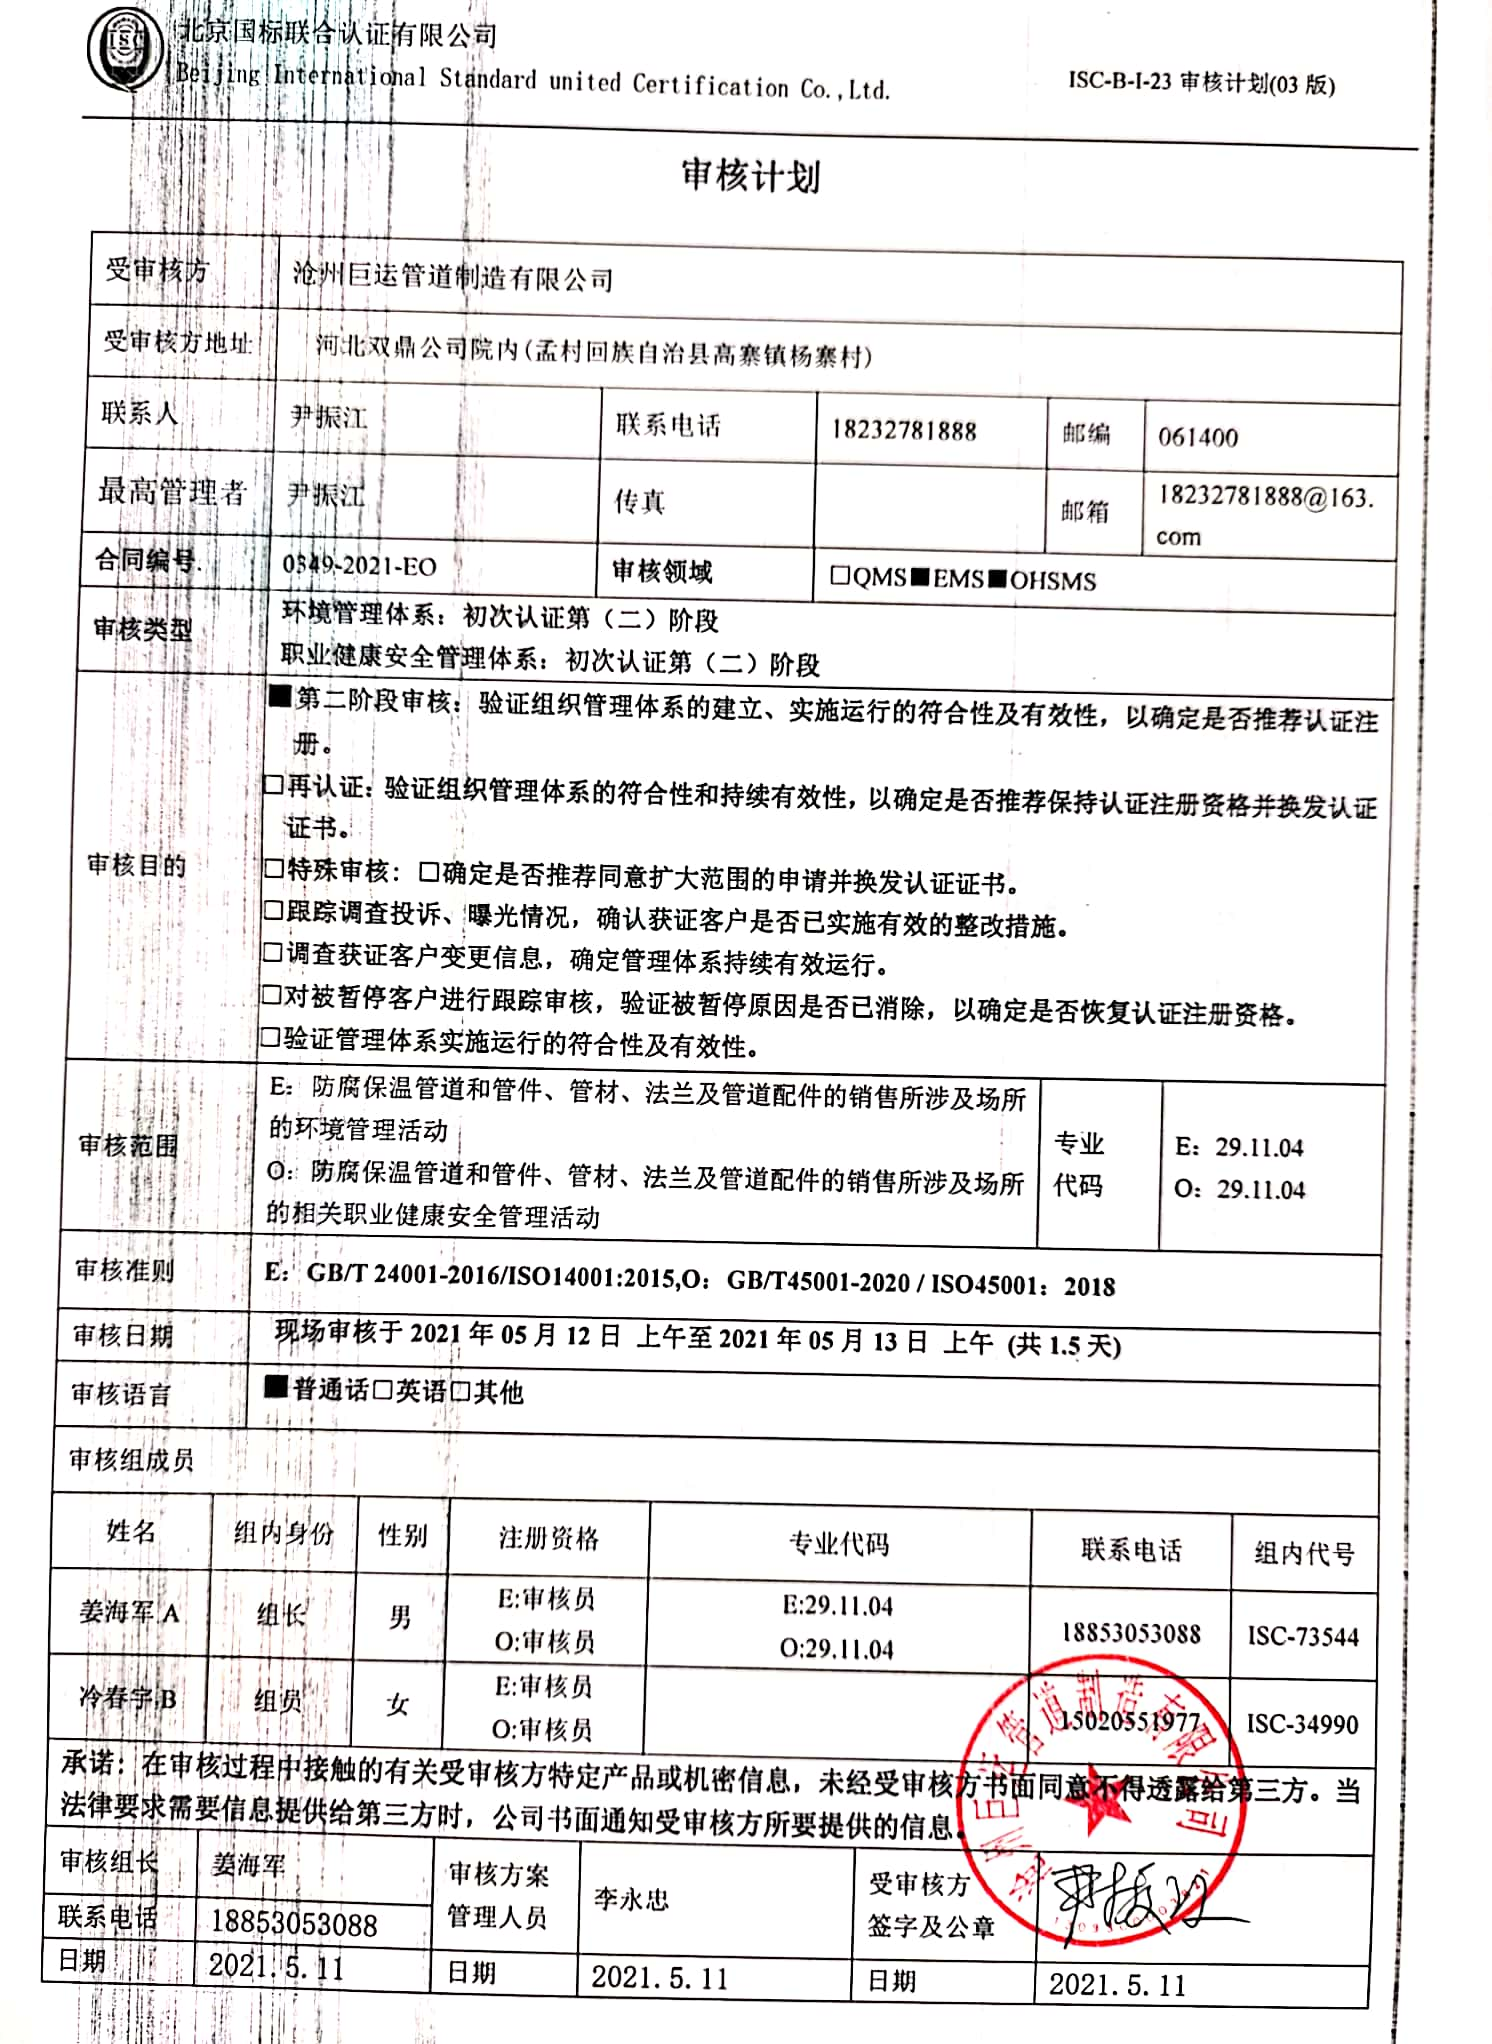 ISC
北京国标联合认证有限公司
Beijing International Standard united Certification Co.,Ltd.
ISC-B-I-23 审核计划(03 版)
审核计划
受审核方 沧州巨运管道制造有限公司
受审核方地址 河北双鼎公司院内(孟村回族自治县高寨镇杨寨村)
联系人 尹振江 联系电话 18232781888 邮编 061400
最高管理者 尹振江 传真 邮箱 18232781888@163.
com
合同编号. 0349-2021-EO 审核领域 □QMS■EMS■OHSMS
审核类型 环境管理体系：初次认证第（二）阶段
职业健康安全管理体系：初次认证第（二）阶段
审核目的
■第二阶段审核：验证组织管理体系的建立、实施运行的符合性及有效性，以确定是否推荐认证注
册。
□再认证：验证组织管理体系的符合性和持续有效性，以确定是否推荐保持认证注册资格并换发认证
证书。
□特殊审核：□确定是否推荐同意扩大范围的申请并换发认证证书。
□跟踪调查投诉、曝光情况，确认获证客户是否已实施有效的整改措施。
□调查获证客户变更信息，确定管理体系持续有效运行。
□对被暂停客户进行跟踪审核，验证被暂停原因是否已消除，以确定是否恢复认证注册资格。
□验证管理体系实施运行的符合性及有效性。
审核范围
E：防腐保温管道和管件、管材、法兰及管道配件的销售所涉及场所
的环境管理活动
O：防腐保温管道和管件、管材、法兰及管道配件的销售所涉及场所
的相关职业健康安全管理活动
专业
代码
E：29.11.04
O：29.11.04
审核准则 E：GB/T 24001-2016/ISO14001:2015,O：GB/T45001-2020 / ISO45001：2018
审核日期 现场审核于 2021 年 05 月 12 日 上午至 2021 年 05 月 13 日 上午 (共 1.5 天)
审核语言 ■普通话□英语□其他
审核组成员
姓名 组内身份 性别 注册资格 专业代码 联系电话 组内代号
姜海军,A 组长 男 E:审核员 E:29.11.04 18853053088 ISC-73544
O:审核员 O:29.11.04
冷春宇,B 组员 女 E:审核员 15020551977 ISC-34990
O:审核员
承诺：在审核过程中接触的有关受审核方特定产品或机密信息，未经受审核方书面同意不得透露给第三方。当
法律要求需要信息提供给第三方时，公司书面通知受审核方所要提供的信息。
审核组长 姜海军 审核方案
管理人员 李永忠 受审核方
签字及公章 尹振江
联系电话 18853053088
日期 2021.5.11 日期 2021.5.11 日期 2021.5.11
沧州巨运管道制造有限公司